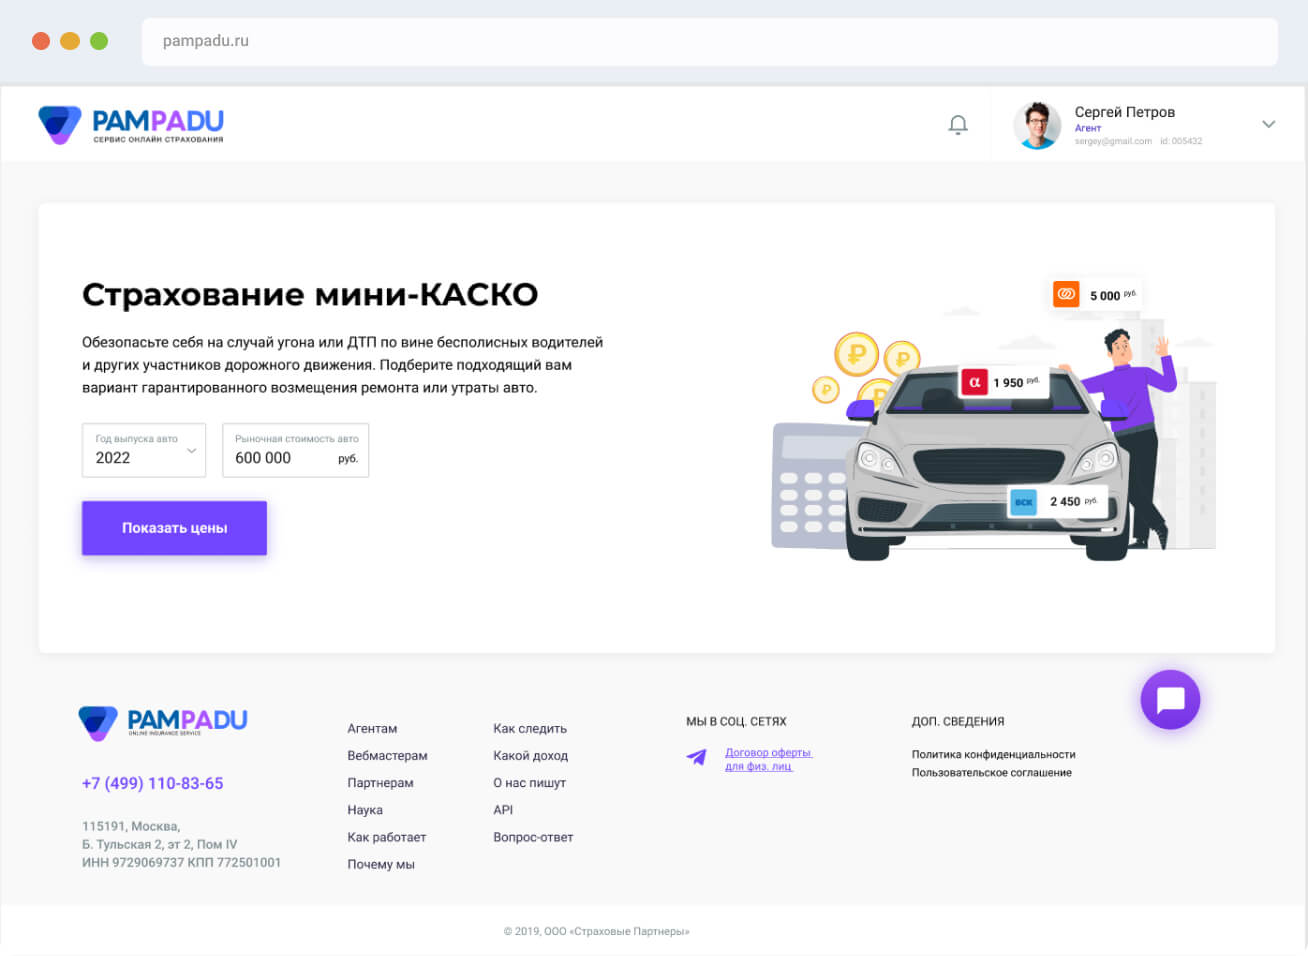 pampadu.ru
PAMPADU
СЕРВИС ОНЛАЙН СТРАХОВАНИЯ
Сергей Петров
Агент
sergey@gmail.com id: 005432
Страхование мини-КАСКО
Обезопасьте себя на случай угона или ДТП по вине бесполисных водителей
и других участников дорожного движения. Подберите подходящий вам
вариант гарантированного возмещения ремонта или утраты авто.
Год выпуска авто
2022
Рыночная стоимость авто
600 000 руб.
Показать цены
5 000 руб.
α 1 950 руб.
ВСК 2 450 руб.
PAMPADU
ONLINE INSURANCE SERVICE
+7 (499) 110-83-65
115191, Москва,
Б. Тульская 2, эт 2, Пом IV
ИНН 9729069737 КПП 772501001
Агентам
Вебмастерам
Партнерам
Наука
Как работает
Почему мы
Как следить
Какой доход
О нас пишут
API
Вопрос-ответ
МЫ В СОЦ. СЕТЯХ
Договор оферты
для физ. лиц
ДОП. СВЕДЕНИЯ
Политика конфиденциальности
Пользовательское соглашение
© 2019, ООО «Страховые Партнеры»